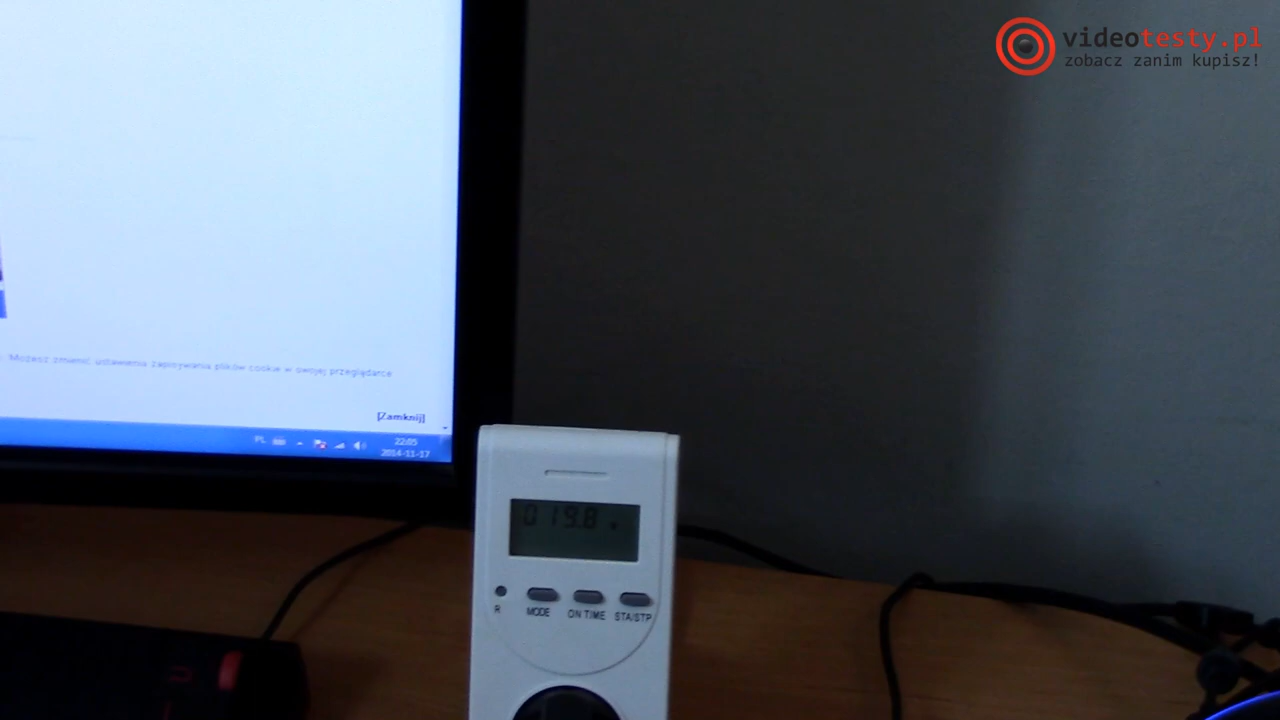 videotesty.pl
zobacz zanim kupisz!
Możesz zmienić ustawienia zapisywania plików cookie w swojej przeglądarce
[Zamknij]
PL
22:05
2014-11-17
019.8
R MODE ON TIME STA/STP